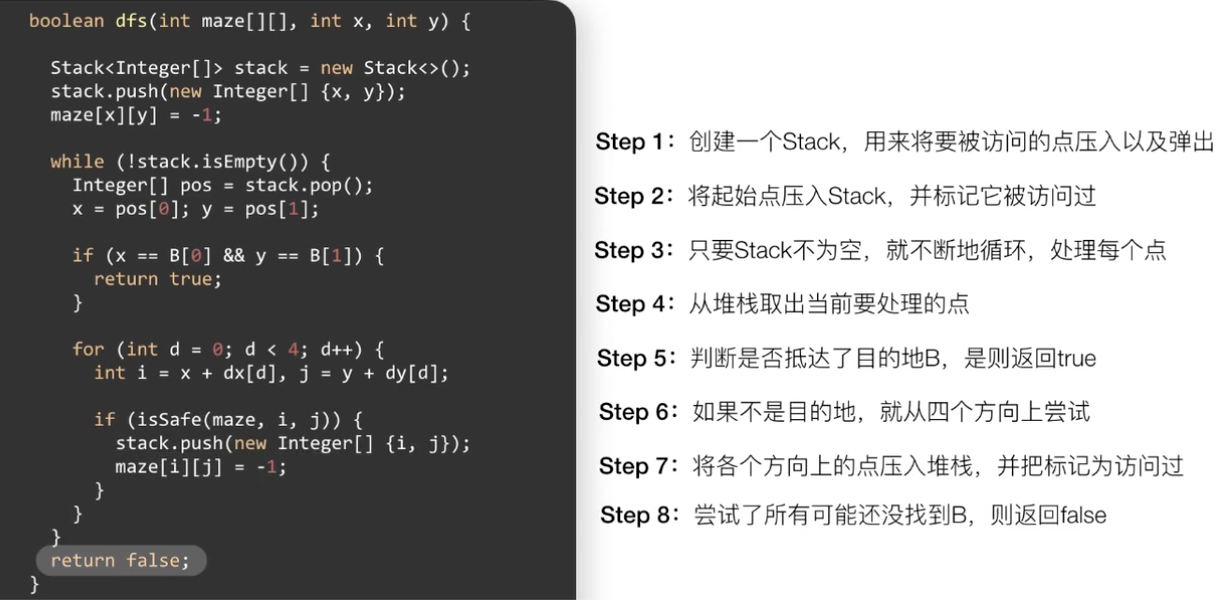 boolean dfs(int maze[][], int x, int y) {
Stack<Integer[]> stack = new Stack<>();
stack.push(new Integer[] {x, y});
maze[x][y] = -1;
while (!stack.isEmpty()) {
Integer[] pos = stack.pop();
x = pos[0]; y = pos[1];
if (x == B[0] && y == B[1]) {
return true;
}
for (int d = 0; d < 4; d++) {
int i = x + dx[d], j = y + dy[d];
if (isSafe(maze, i, j)) {
stack.push(new Integer[] {i, j});
maze[i][j] = -1;
}
}
}
return false;
}
Step 1：创建一个Stack，用来将要被访问的点压入以及弹出
Step 2：将起始点压入Stack，并标记它被访问过
Step 3：只要Stack不为空，就不断地循环，处理每个点
Step 4：从堆栈取出当前要处理的点
Step 5：判断是否抵达了目的地B，是则返回true
Step 6：如果不是目的地，就从四个方向上尝试
Step 7：将各个方向上的点压入堆栈，并把标记为访问过
Step 8：尝试了所有可能还没找到B，则返回false